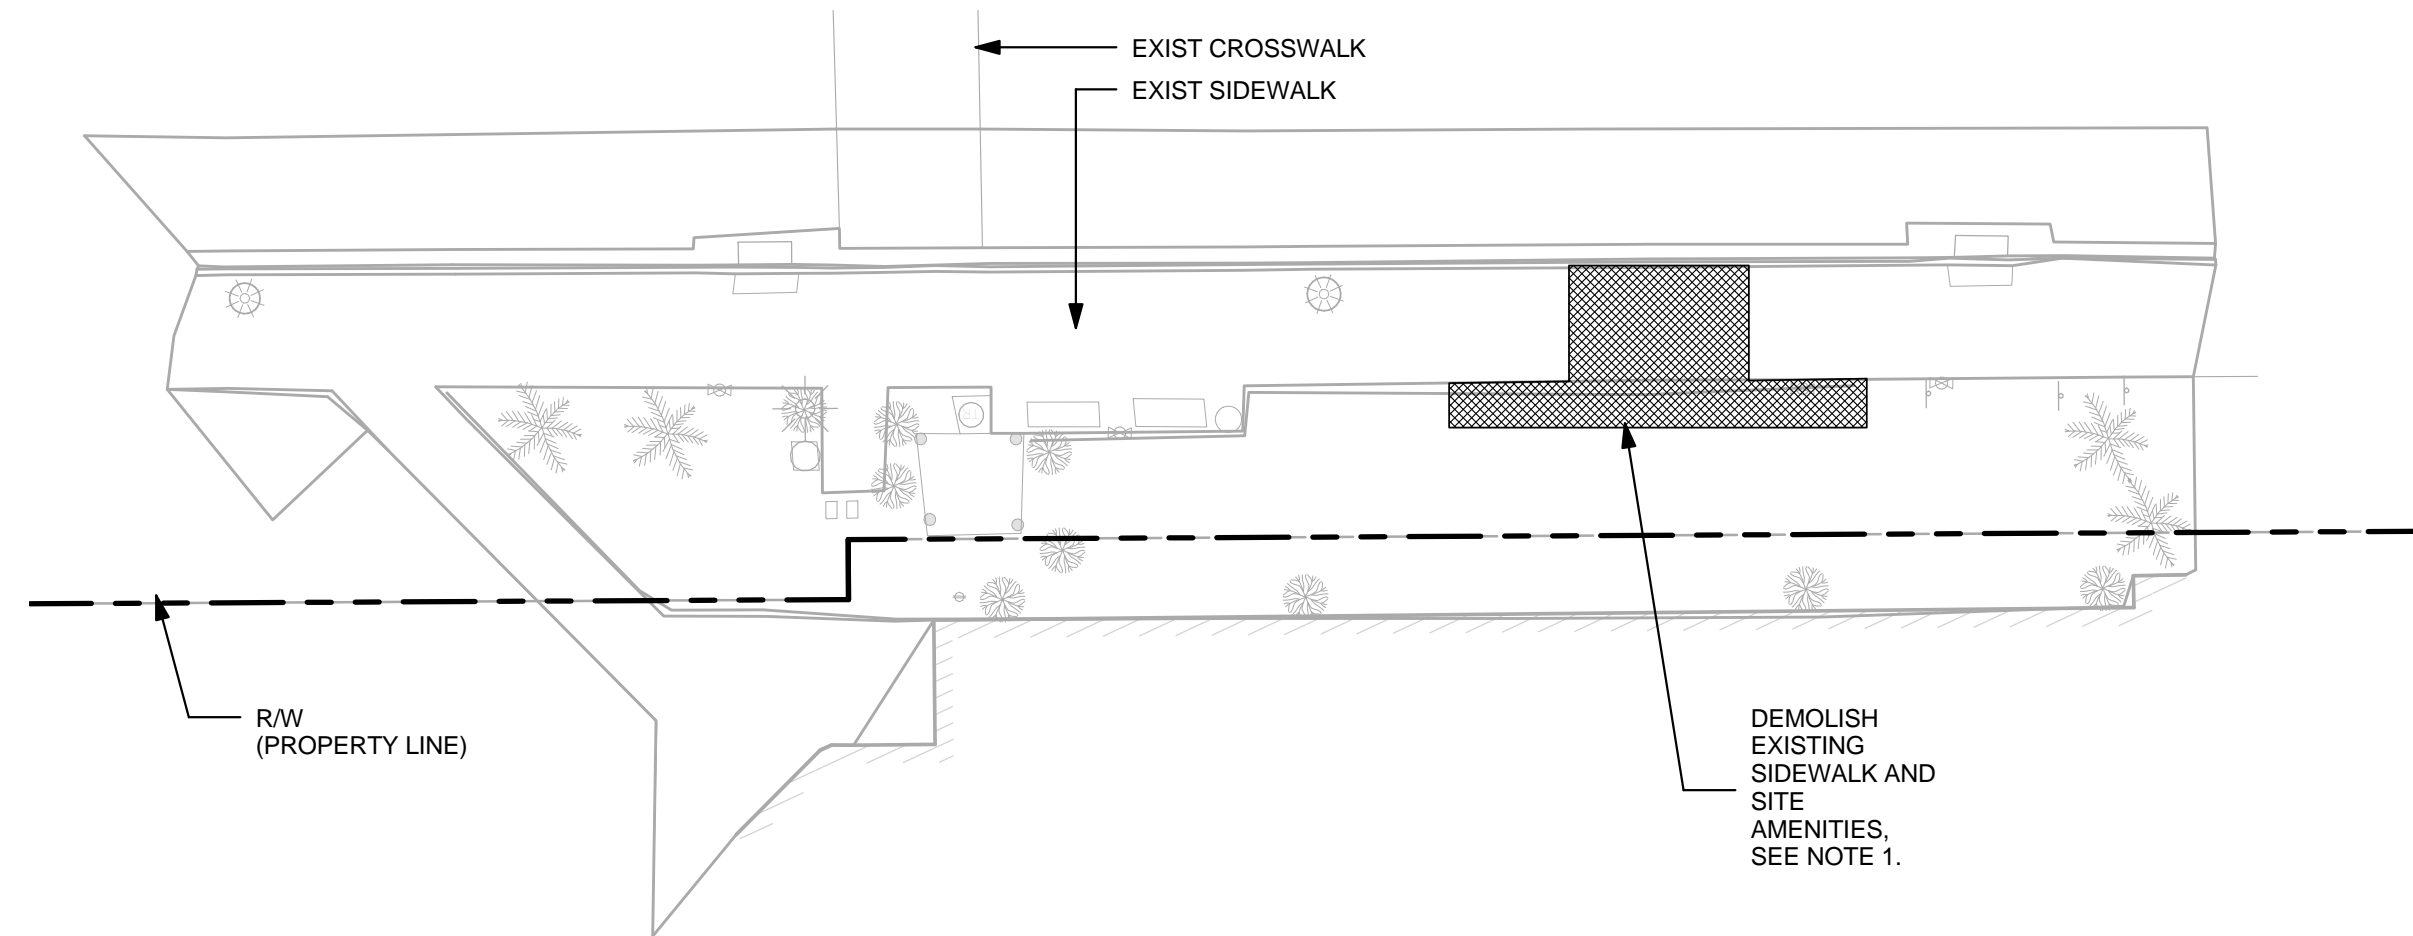 EXIST CROSSWALK
EXIST SIDEWALK
R/W
(PROPERTY LINE)
DEMOLISH
EXISTING
SIDEWALK AND
SITE
AMENITIES,
SEE NOTE 1.